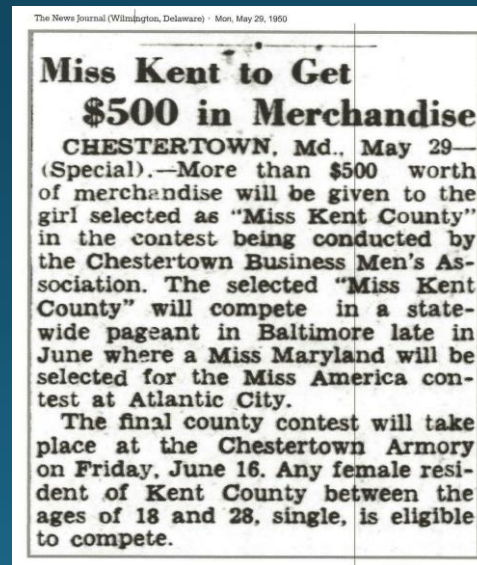 The News Journal (Wilmington, Delaware) · Mon, May 29, 1950
Miss Kent to Get
$500 in Merchandise
CHESTERTOWN, Md., May 29—
(Special).—More than $500 worth
of merchandise will be given to the
girl selected as "Miss Kent County"
in the contest being conducted by
the Chestertown Business Men's As-
sociation. The selected "Miss Kent
County" will compete in a state-
wide pageant in Baltimore late in
June where a Miss Maryland will be
selected for the Miss America con-
test at Atlantic City.
The final county contest will take
place at the Chestertown Armory
on Friday, June 16. Any female resi-
dent of Kent County between the
ages of 18 and 28, single, is eligible
to compete.